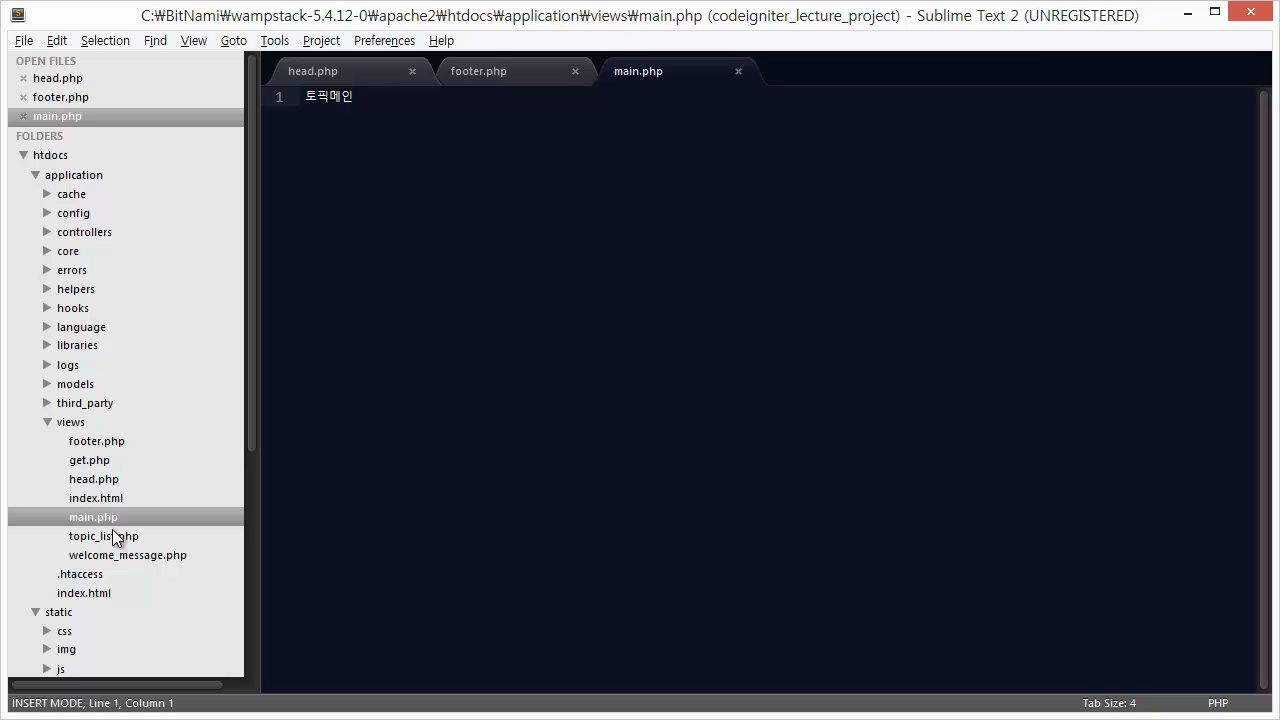 C:₩BitNami₩wampstack-5.4.12-0₩apache2₩htdocs₩application₩views₩main.php (codeigniter_lecture_project) - Sublime Text 2 (UNREGISTERED)
File Edit Selection Find View Goto Tools Project Preferences Help
OPEN FILES
head.php
footer.php
main.php
FOLDERS
htdocs
application
cache
config
controllers
core
errors
helpers
hooks
language
libraries
logs
models
third_party
views
footer.php
get.php
head.php
index.html
main.php
welcome_message.php
.htaccess
index.html
static
css
img
js
head.php footer.php main.php
1 토픽메인
INSERT MODE, Line 1, Column 1 Tab Size: 4 PHP